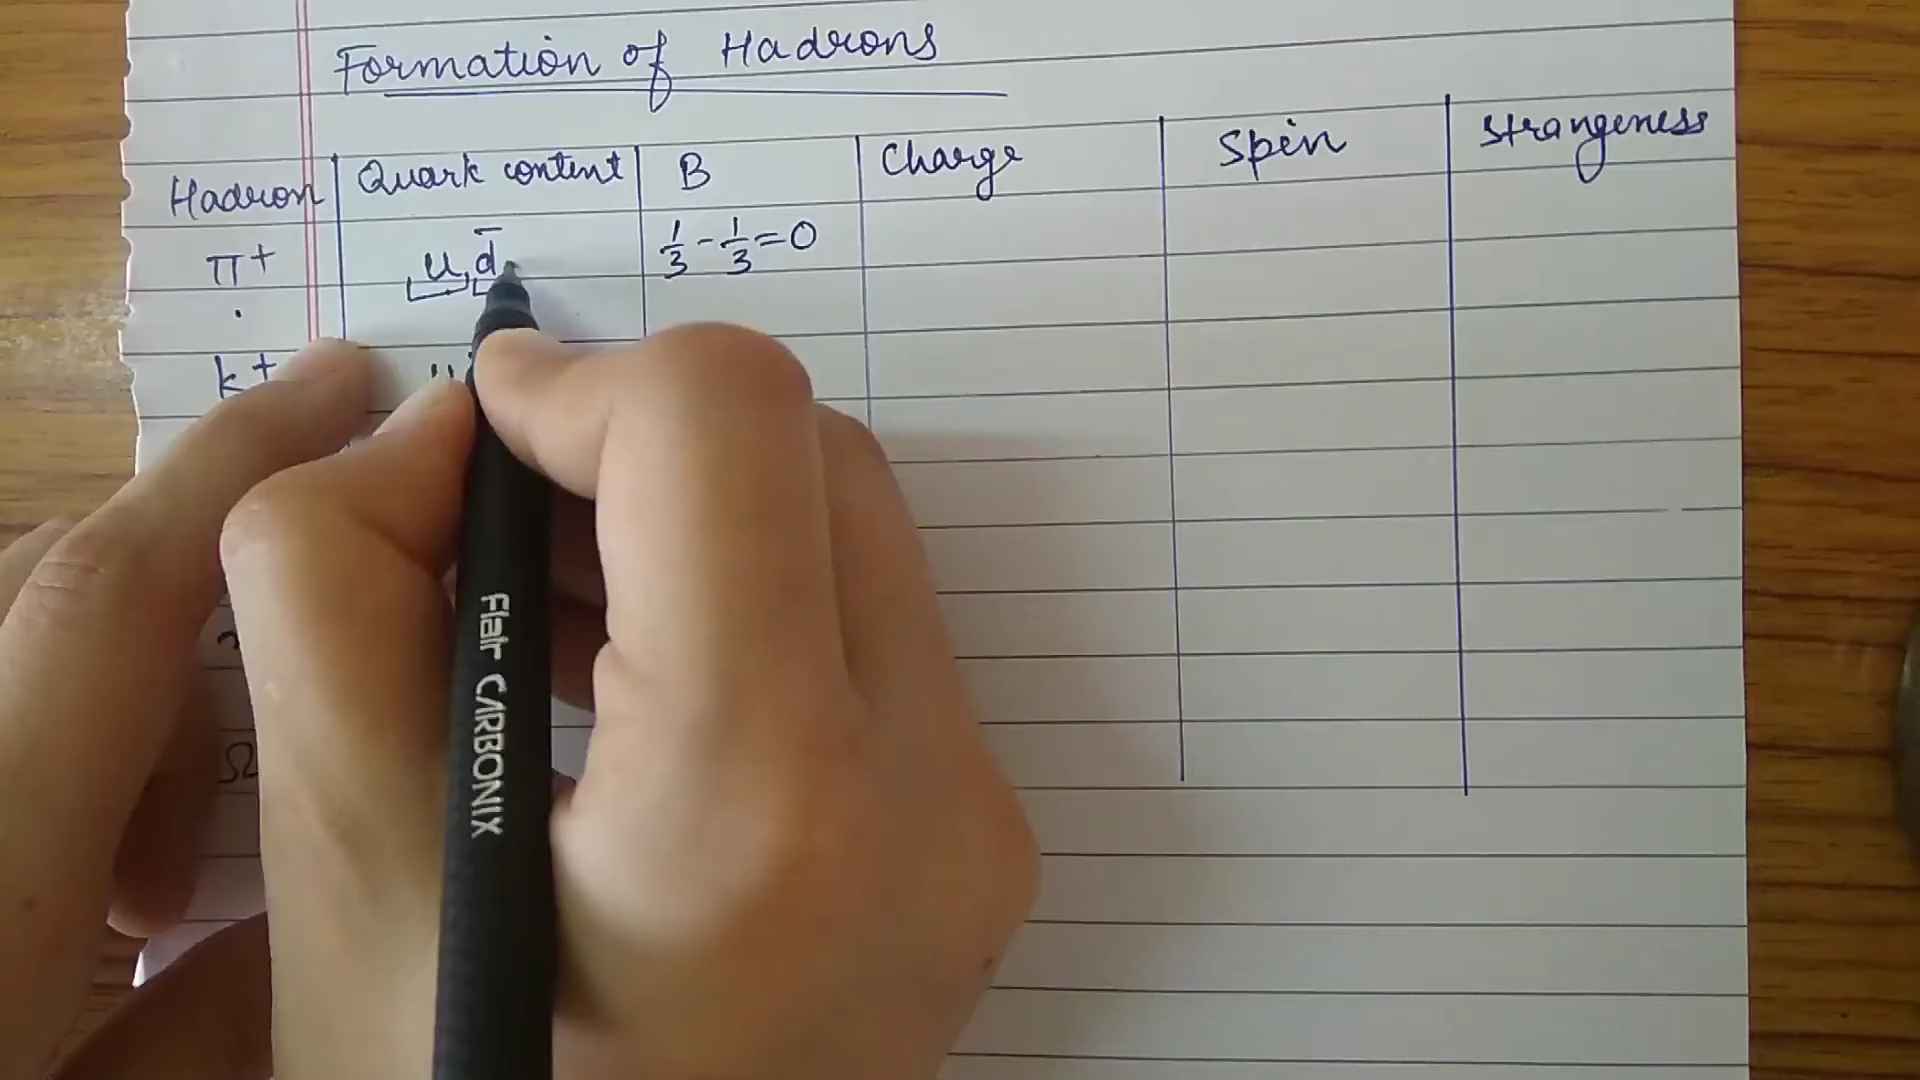 Formation of Hadrons
Hadron Quark content B Charge Spin strangeness
π+ u d̄ 1/3 - 1/3 = 0
k+ u
Ω
Flair CARBONIX